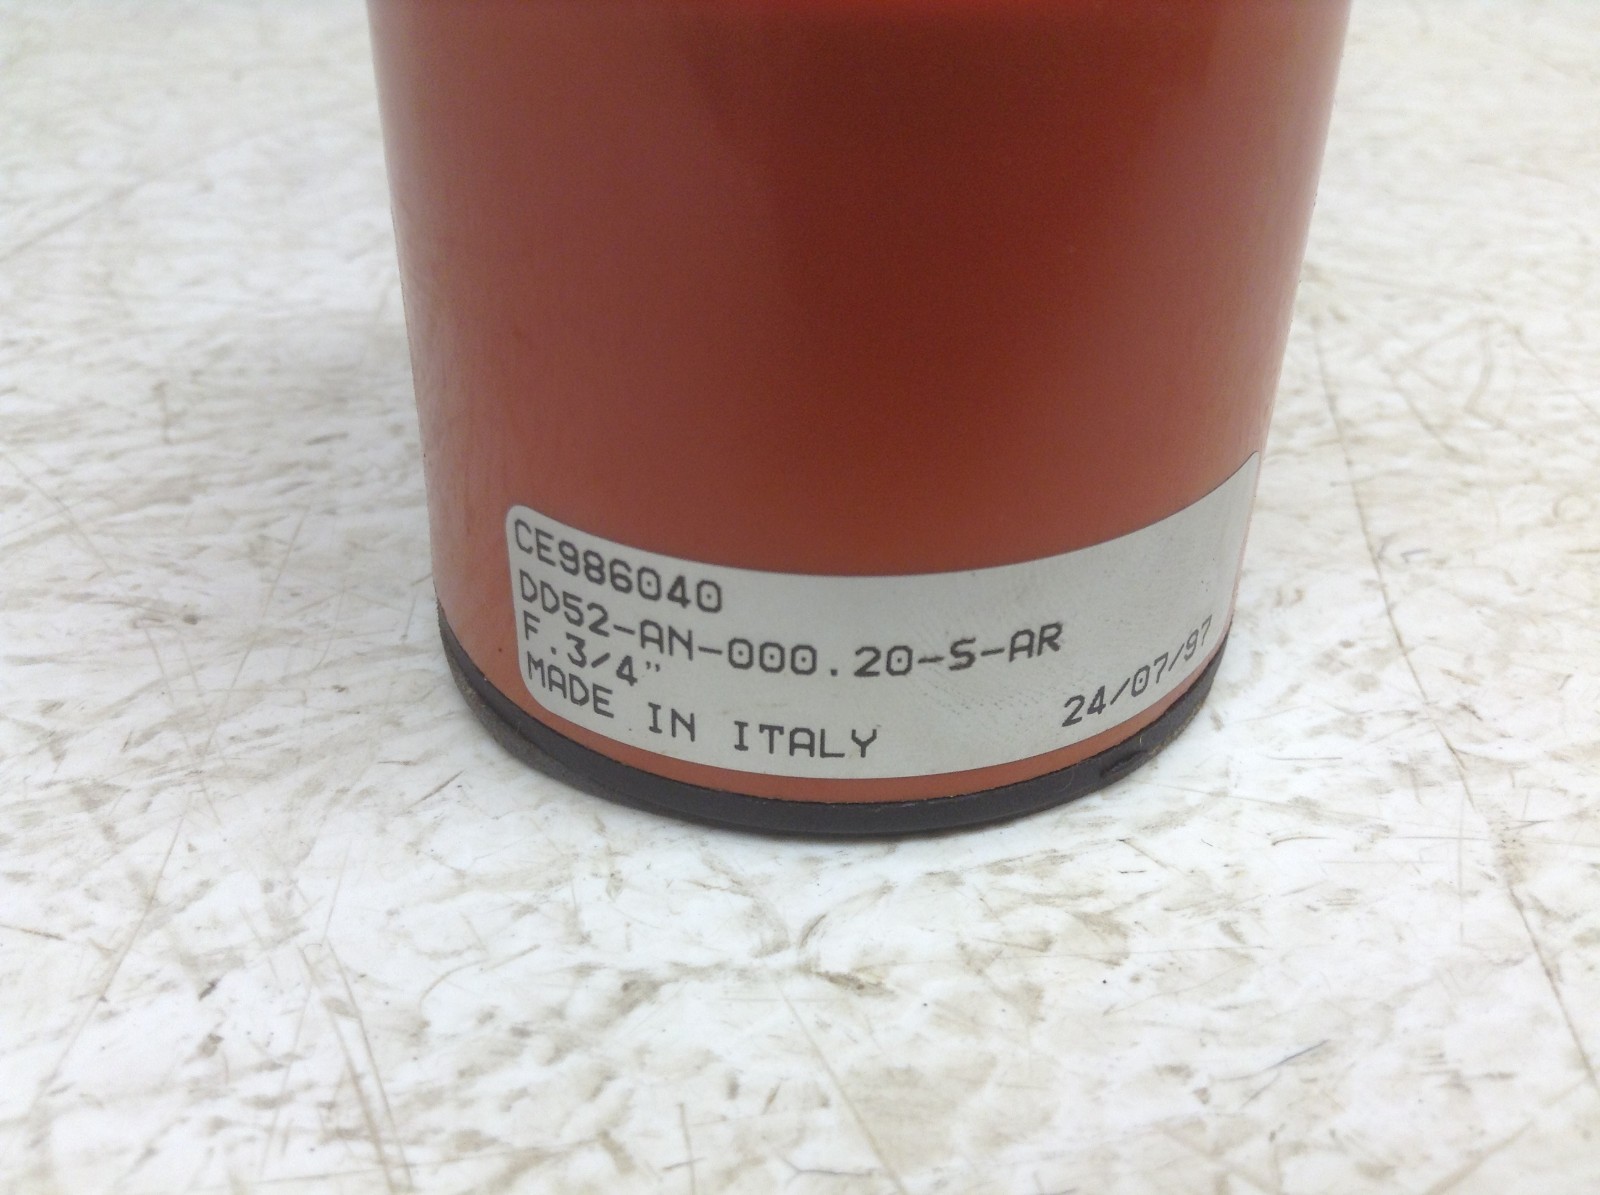 CE986040
DD52-AN-000.20-S-AR
F.3/4"
MADE IN ITALY 24/07/97